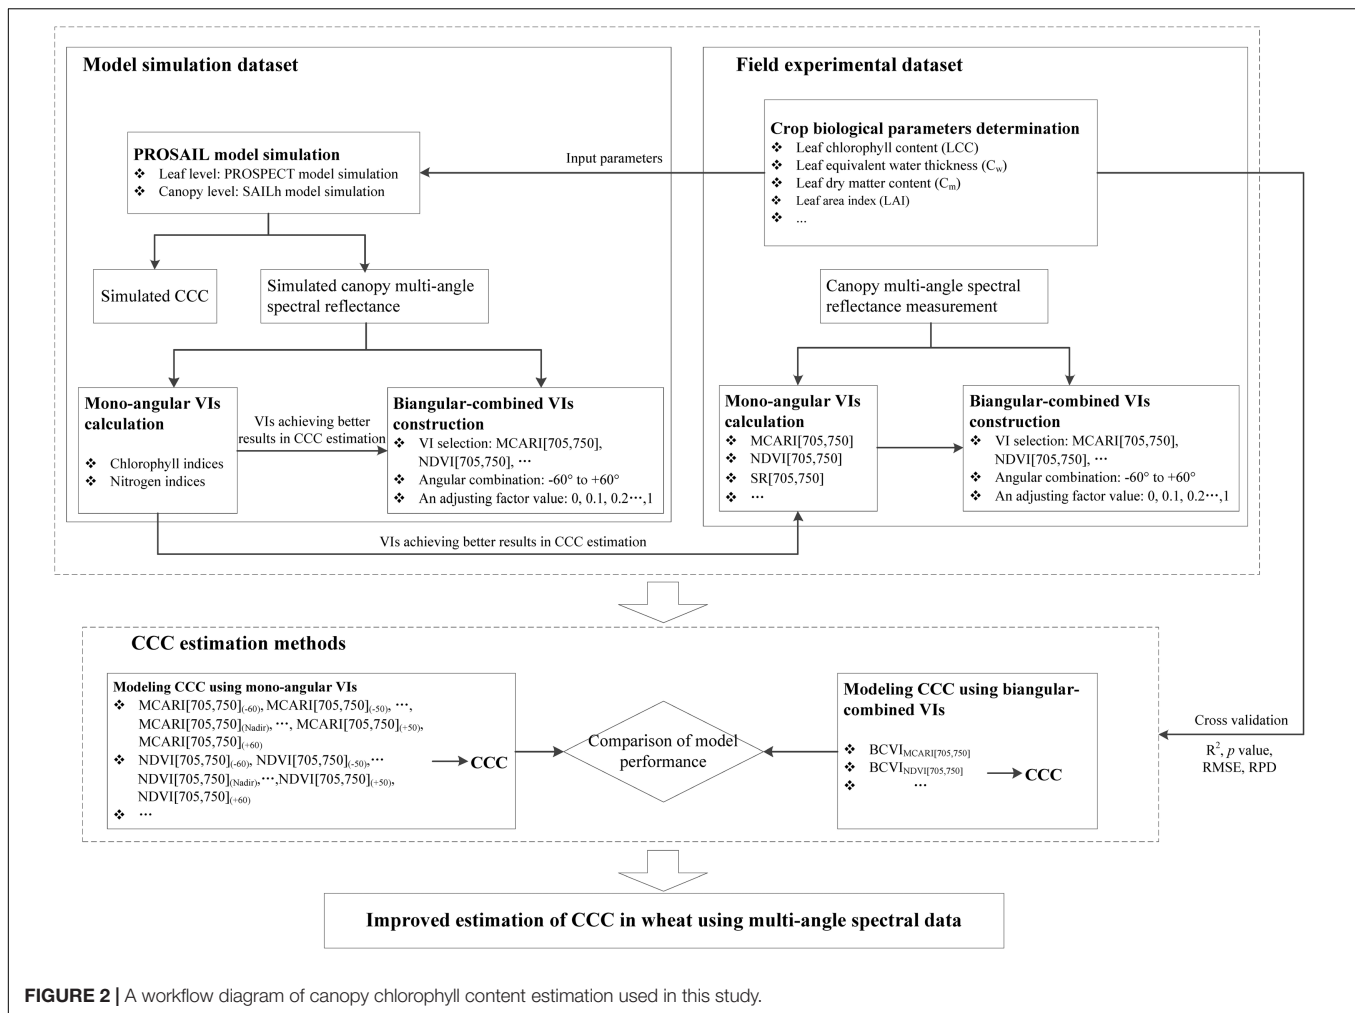 Model simulation dataset
PROSAIL model simulation
❖ Leaf level: PROSPECT model simulation
❖ Canopy level: SAILh model simulation
Simulated CCC
Simulated canopy multi-angle
spectral reflectance
Mono-angular VIs
calculation
❖ Chlorophyll indices
❖ Nitrogen indices
VIs achieving better
results in CCC estimation
Biangular-combined VIs
construction
❖ VI selection: MCARI[705,750],
NDVI[705,750], ⋯
❖ Angular combination: -60° to +60°
❖ An adjusting factor value: 0, 0.1, 0.2⋯,1
VIs achieving better results in CCC estimation
Input parameters
Field experimental dataset
Crop biological parameters determination
❖ Leaf chlorophyll content (LCC)
❖ Leaf equivalent water thickness (Cw)
❖ Leaf dry matter content (Cm)
❖ Leaf area index (LAI)
❖ ...
Canopy multi-angle spectral
reflectance measurement
Mono-angular VIs
calculation
❖ MCARI[705,750]
❖ NDVI[705,750]
❖ SR[705,750]
❖ ⋯
Biangular-combined VIs
construction
❖ VI selection: MCARI[705,750],
NDVI[705,750], ⋯
❖ Angular combination: -60° to +60°
❖ An adjusting factor value: 0, 0.1, 0.2⋯,1
CCC estimation methods
Modeling CCC using mono-angular VIs
❖ MCARI[705,750](-60), MCARI[705,750](-50), ⋯,
MCARI[705,750](Nadir), ⋯, MCARI[705,750](+50),
MCARI[705,750](+60)
❖ NDVI[705,750](-60), NDVI[705,750](-50),⋯
NDVI[705,750](Nadir),⋯,NDVI[705,750](+50),
NDVI[705,750](+60)
❖ ⋯
CCC
Comparison of model
performance
Modeling CCC using biangular-
combined VIs
❖ BCVIMCARI[705,750]
❖ BCVINDVI[705,750]
❖ ⋯
CCC
Cross validation
R², p value,
RMSE, RPD
Improved estimation of CCC in wheat using multi-angle spectral data
FIGURE 2 | A workflow diagram of canopy chlorophyll content estimation used in this study.